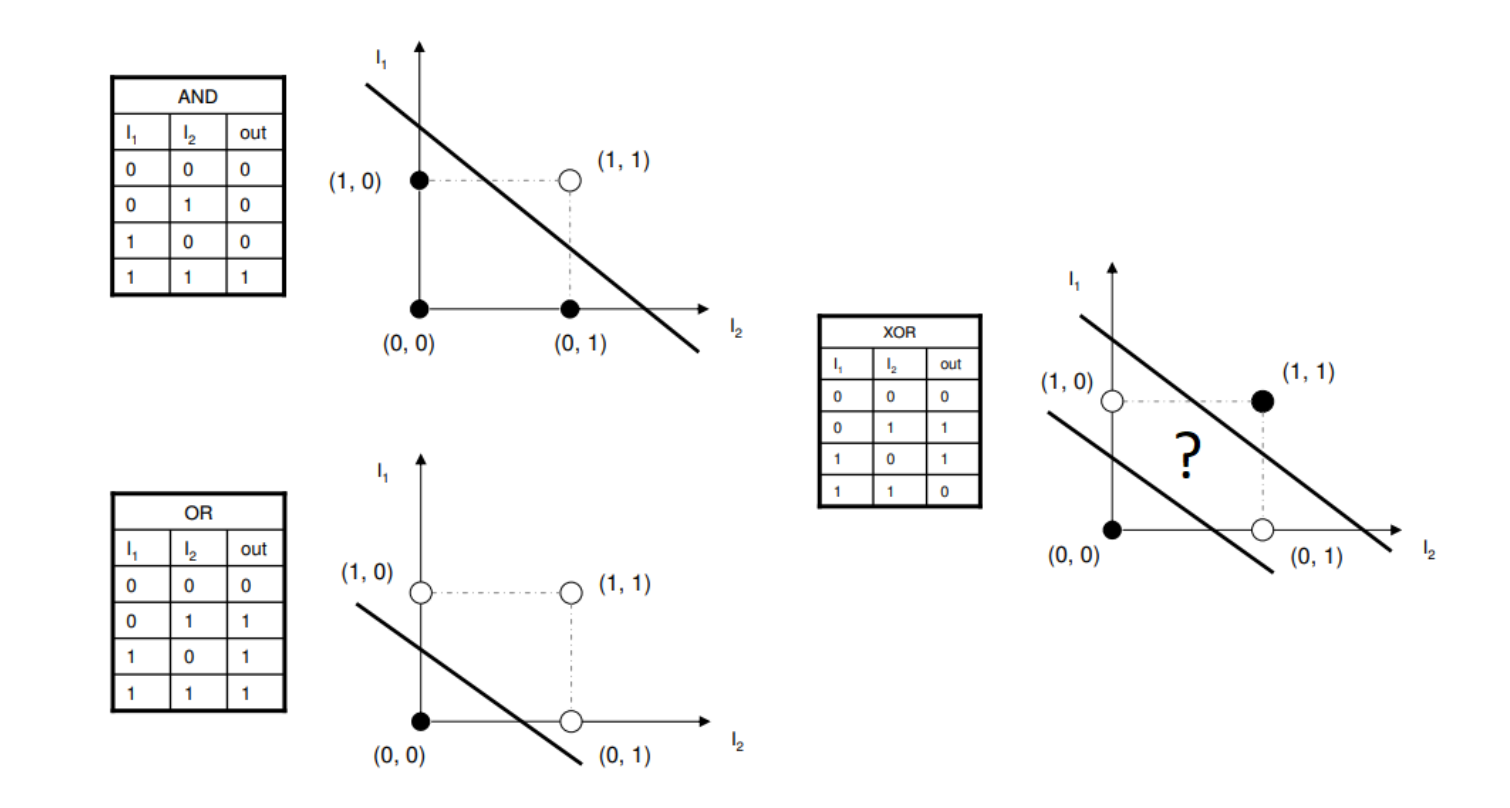 AND
I₁ I₂ out
0 0 0
0 1 0
1 0 0
1 1 1
I₁
(1, 1)
(1, 0)
(0, 0) (0, 1)
I₂
OR
I₁ I₂ out
0 0 0
0 1 1
1 0 1
1 1 1
I₁
(1, 0) (1, 1)
(0, 0) (0, 1)
I₂
XOR
I₁ I₂ out
0 0 0
0 1 1
1 0 1
1 1 0
I₁
(1, 0) (1, 1)
?
(0, 0) (0, 1)
I₂